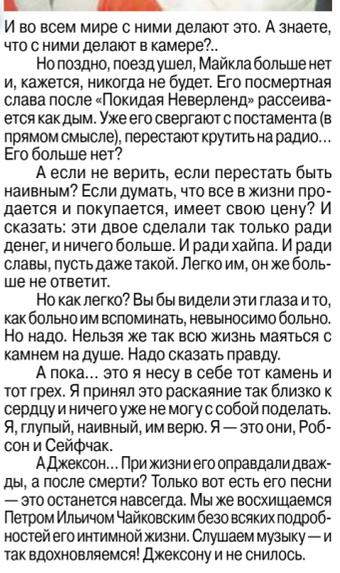 И во всем мире с ними делают это. А знаете,
что с ними делают в камере?..
Но поздно, поезд ушел, Майкла больше нет
и, кажется, никогда не будет. Его посмертная
слава после «Покидая Неверленд» рассеива-
ется как дым. Уже его свергают с постамента (в
прямом смысле), перестают крутить на радио...
Его больше нет?
А если не верить, если перестать быть
наивным? Если думать, что все в жизни про-
дается и покупается, имеет свою цену? И
сказать: эти двое сделали так только ради
денег, и ничего больше. И ради хайпа. И ради
славы, пусть даже такой. Легко им, он же боль-
ше не ответит.
Но как легко? Вы бы видели эти глаза и то,
как больно им вспоминать, невыносимо больно.
Но надо. Нельзя же так всю жизнь маяться с
камнем на душе. Надо сказать правду.
А пока... это я несу в себе тот камень и
тот грех. Я принял это раскаяние так близко к
сердцу и ничего уже не могу с собой поделать.
Я, глупый, наивный, им верю. Я — это они, Роб-
сон и Сейфчак.
А Джексон... При жизни его оправдали дваж-
ды, а после смерти? Только вот есть его песни
— это останется навсегда. Мы же восхищаемся
Петром Ильичом Чайковским безо всяких подроб-
ностей его интимной жизни. Слушаем музыку — и
так вдохновляемся! Джексону и не снилось.